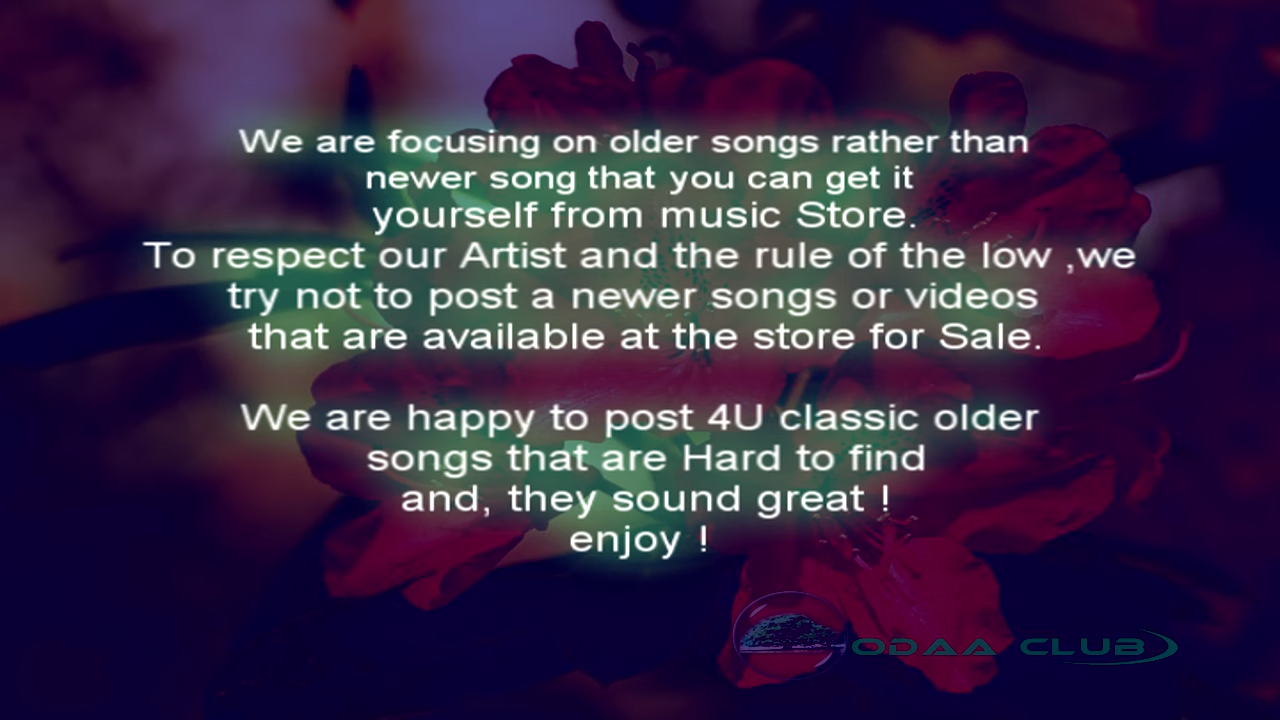 We are focusing on older songs rather than
newer song that you can get it
yourself from music Store.
To respect our Artist and the rule of the low ,we
try not to post a newer songs or videos
that are available at the store for Sale.
We are happy to post 4U classic older
songs that are Hard to find
and, they sound great !
enjoy !
ODAA CLUB